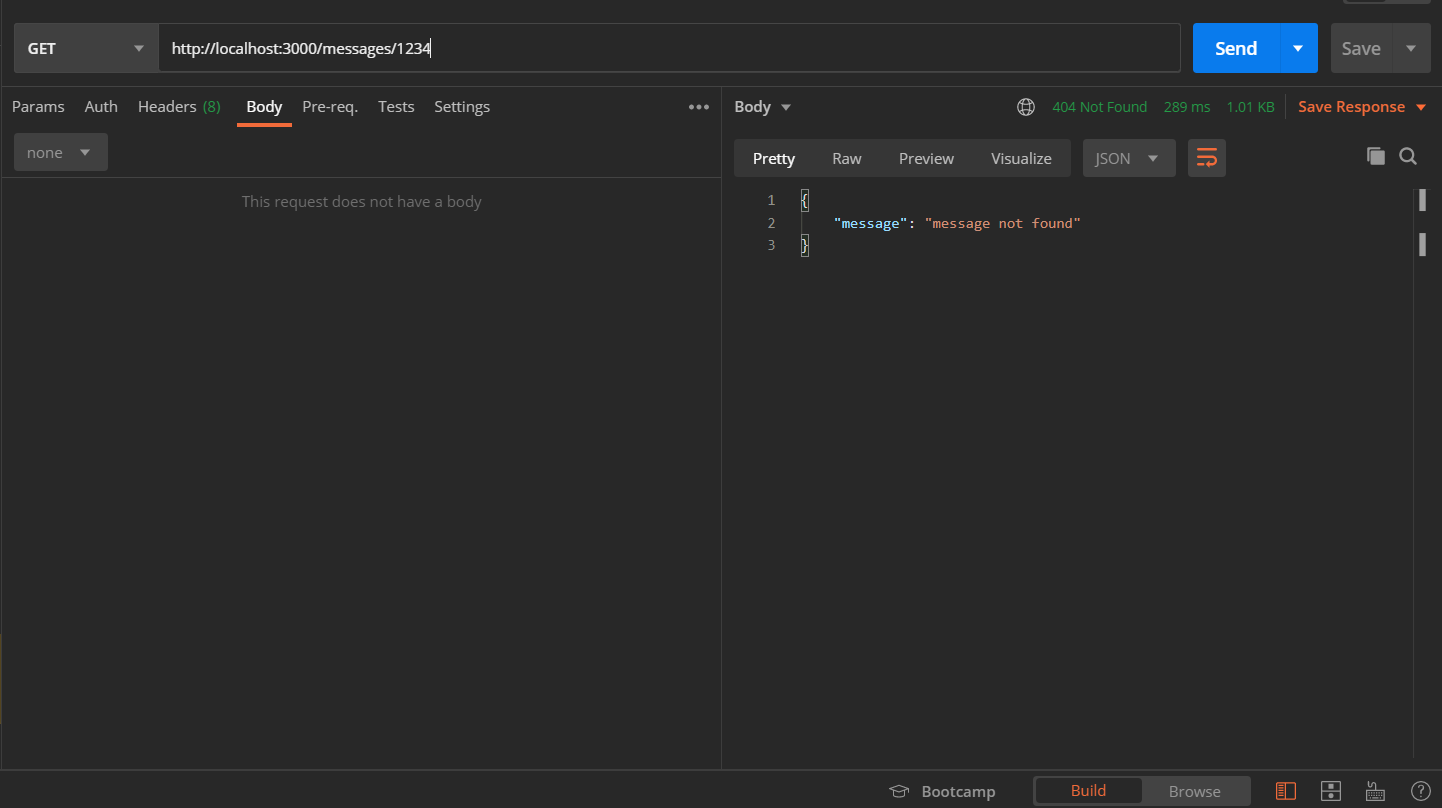 GET http://localhost:3000/messages/1234 Send Save
Params Auth Headers (8) Body Pre-req. Tests Settings ••• Body 404 Not Found 289 ms 1.01 KB Save Response
none
Pretty Raw Preview Visualize JSON
This request does not have a body
1 {
2 "message": "message not found"
3 }
Bootcamp Build Browse ?